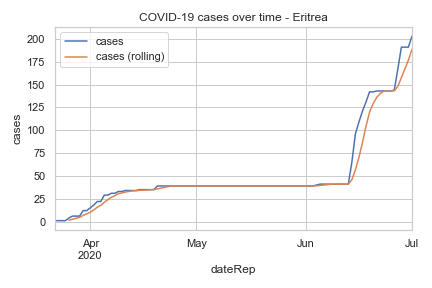 COVID-19 cases over time - Eritrea
cases
cases (rolling)
200
175
150
125
100
75
50
25
0
cases
Apr
2020
May
Jun
Jul
dateRep